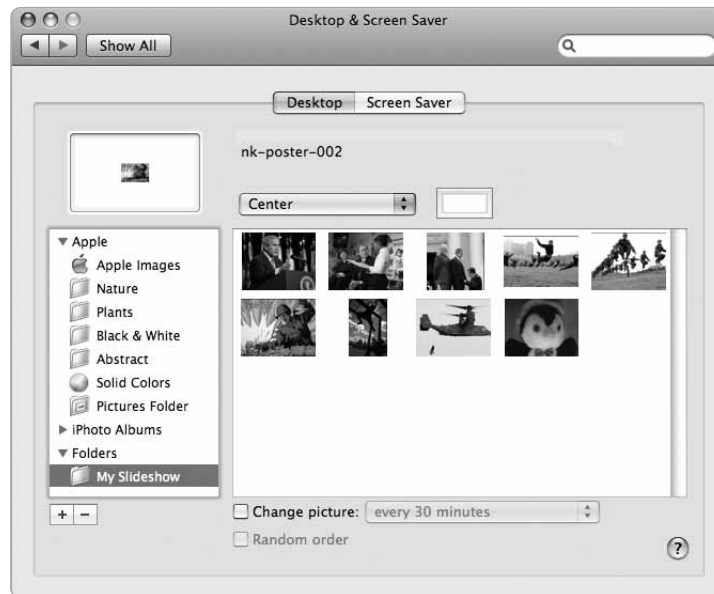 Desktop & Screen Saver
Show All
Desktop Screen Saver
nk-poster-002
Center
Apple
Apple Images
Nature
Plants
Black & White
Abstract
Solid Colors
Pictures Folder
iPhoto Albums
Folders
My Slideshow
+ −
Change picture: every 30 minutes
Random order
?